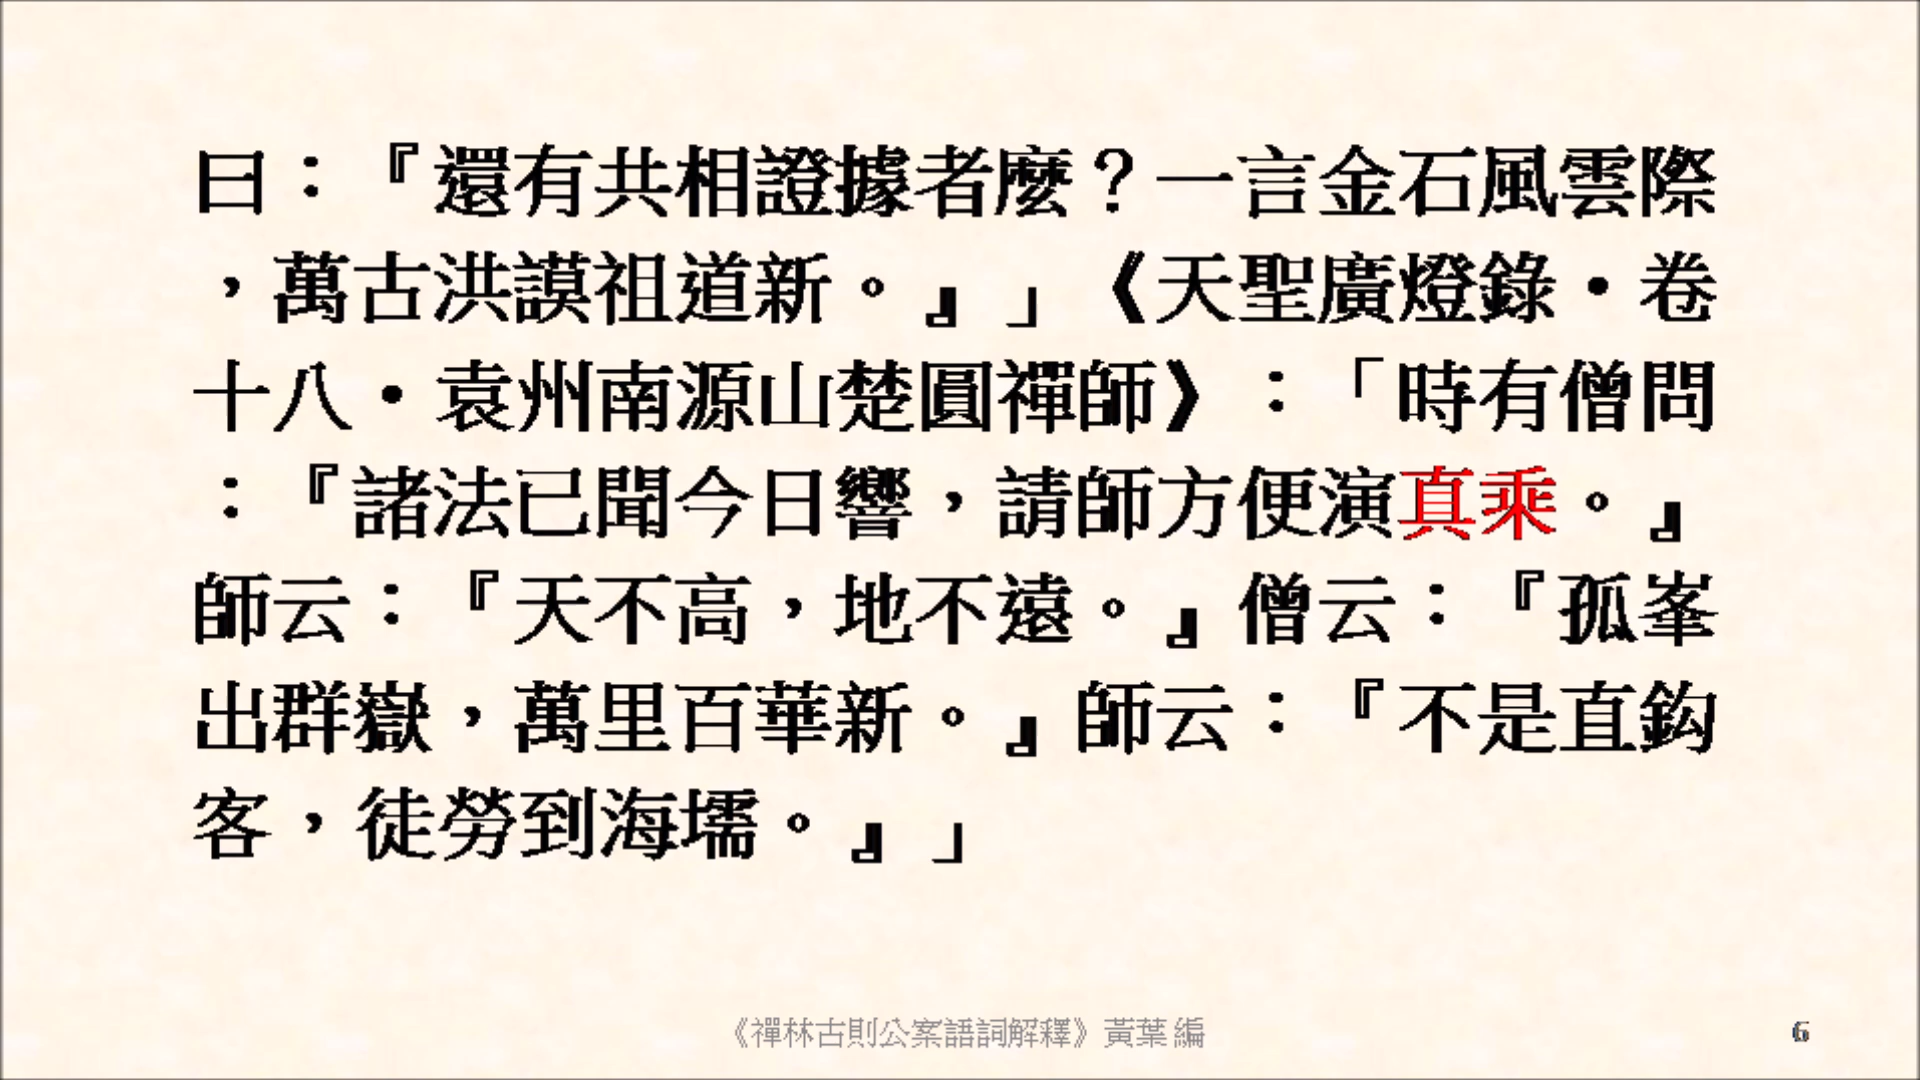 曰：『還有共相證據者麼？一言金石風雲際
，萬古洪謨祖道新。』」《天聖廣燈錄‧卷
十八‧袁州南源山楚圓禪師》：「時有僧問
：『諸法已聞今日響，請師方便演真乘。』
師云：『天不高，地不遠。』僧云：『孤峯
出群嶽，萬里百華新。』師云：『不是直鈎
客，徒勞到海壖。』」
《禪林古則公案語詞解釋》黃葉 編
6